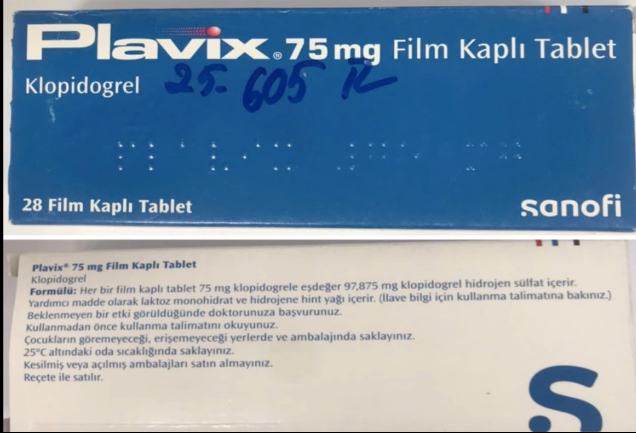 Plavix® 75 mg Film Kaplı Tablet
Klopidogrel 25- 605 TL
28 Film Kaplı Tablet
sanofi
Plavix® 75 mg Film Kaplı Tablet
Klopidogrel
Formülü: Her bir film kaplı tablet 75 mg klopidogrele eşdeğer 97,875 mg klopidogrel hidrojen sülfat içerir.
Yardımcı madde olarak laktoz monohidrat ve hidrojene hint yağı içerir. (İlave bilgi için kullanma talimatına bakınız.)
Beklenmeyen bir etki görüldüğünde doktorunuza başvurunuz.
Kullanmadan önce kullanma talimatını okuyunuz.
Çocukların göremeyeceği, erişemeyeceği yerlerde ve ambalajında saklayınız.
25°C altındaki oda sıcaklığında saklayınız.
Kesilmiş veya açılmış ambalajları satın almayınız.
Reçete ile satılır.
S